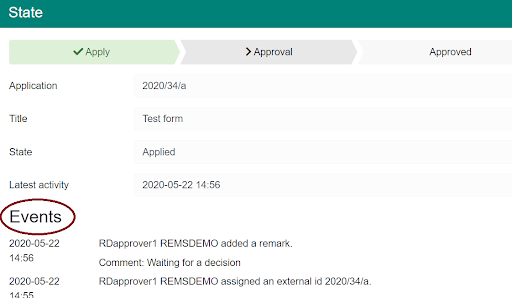 State
Apply
Approval
Approved
Application 2020/34/a
Title Test form
State Applied
Latest activity 2020-05-22 14:56
Events
2020-05-22 RDapprover1 REMSDEMO added a remark.
14:56 Comment: Waiting for a decision
2020-05-22 RDapprover1 REMSDEMO assigned an external id 2020/34/a.
14:55